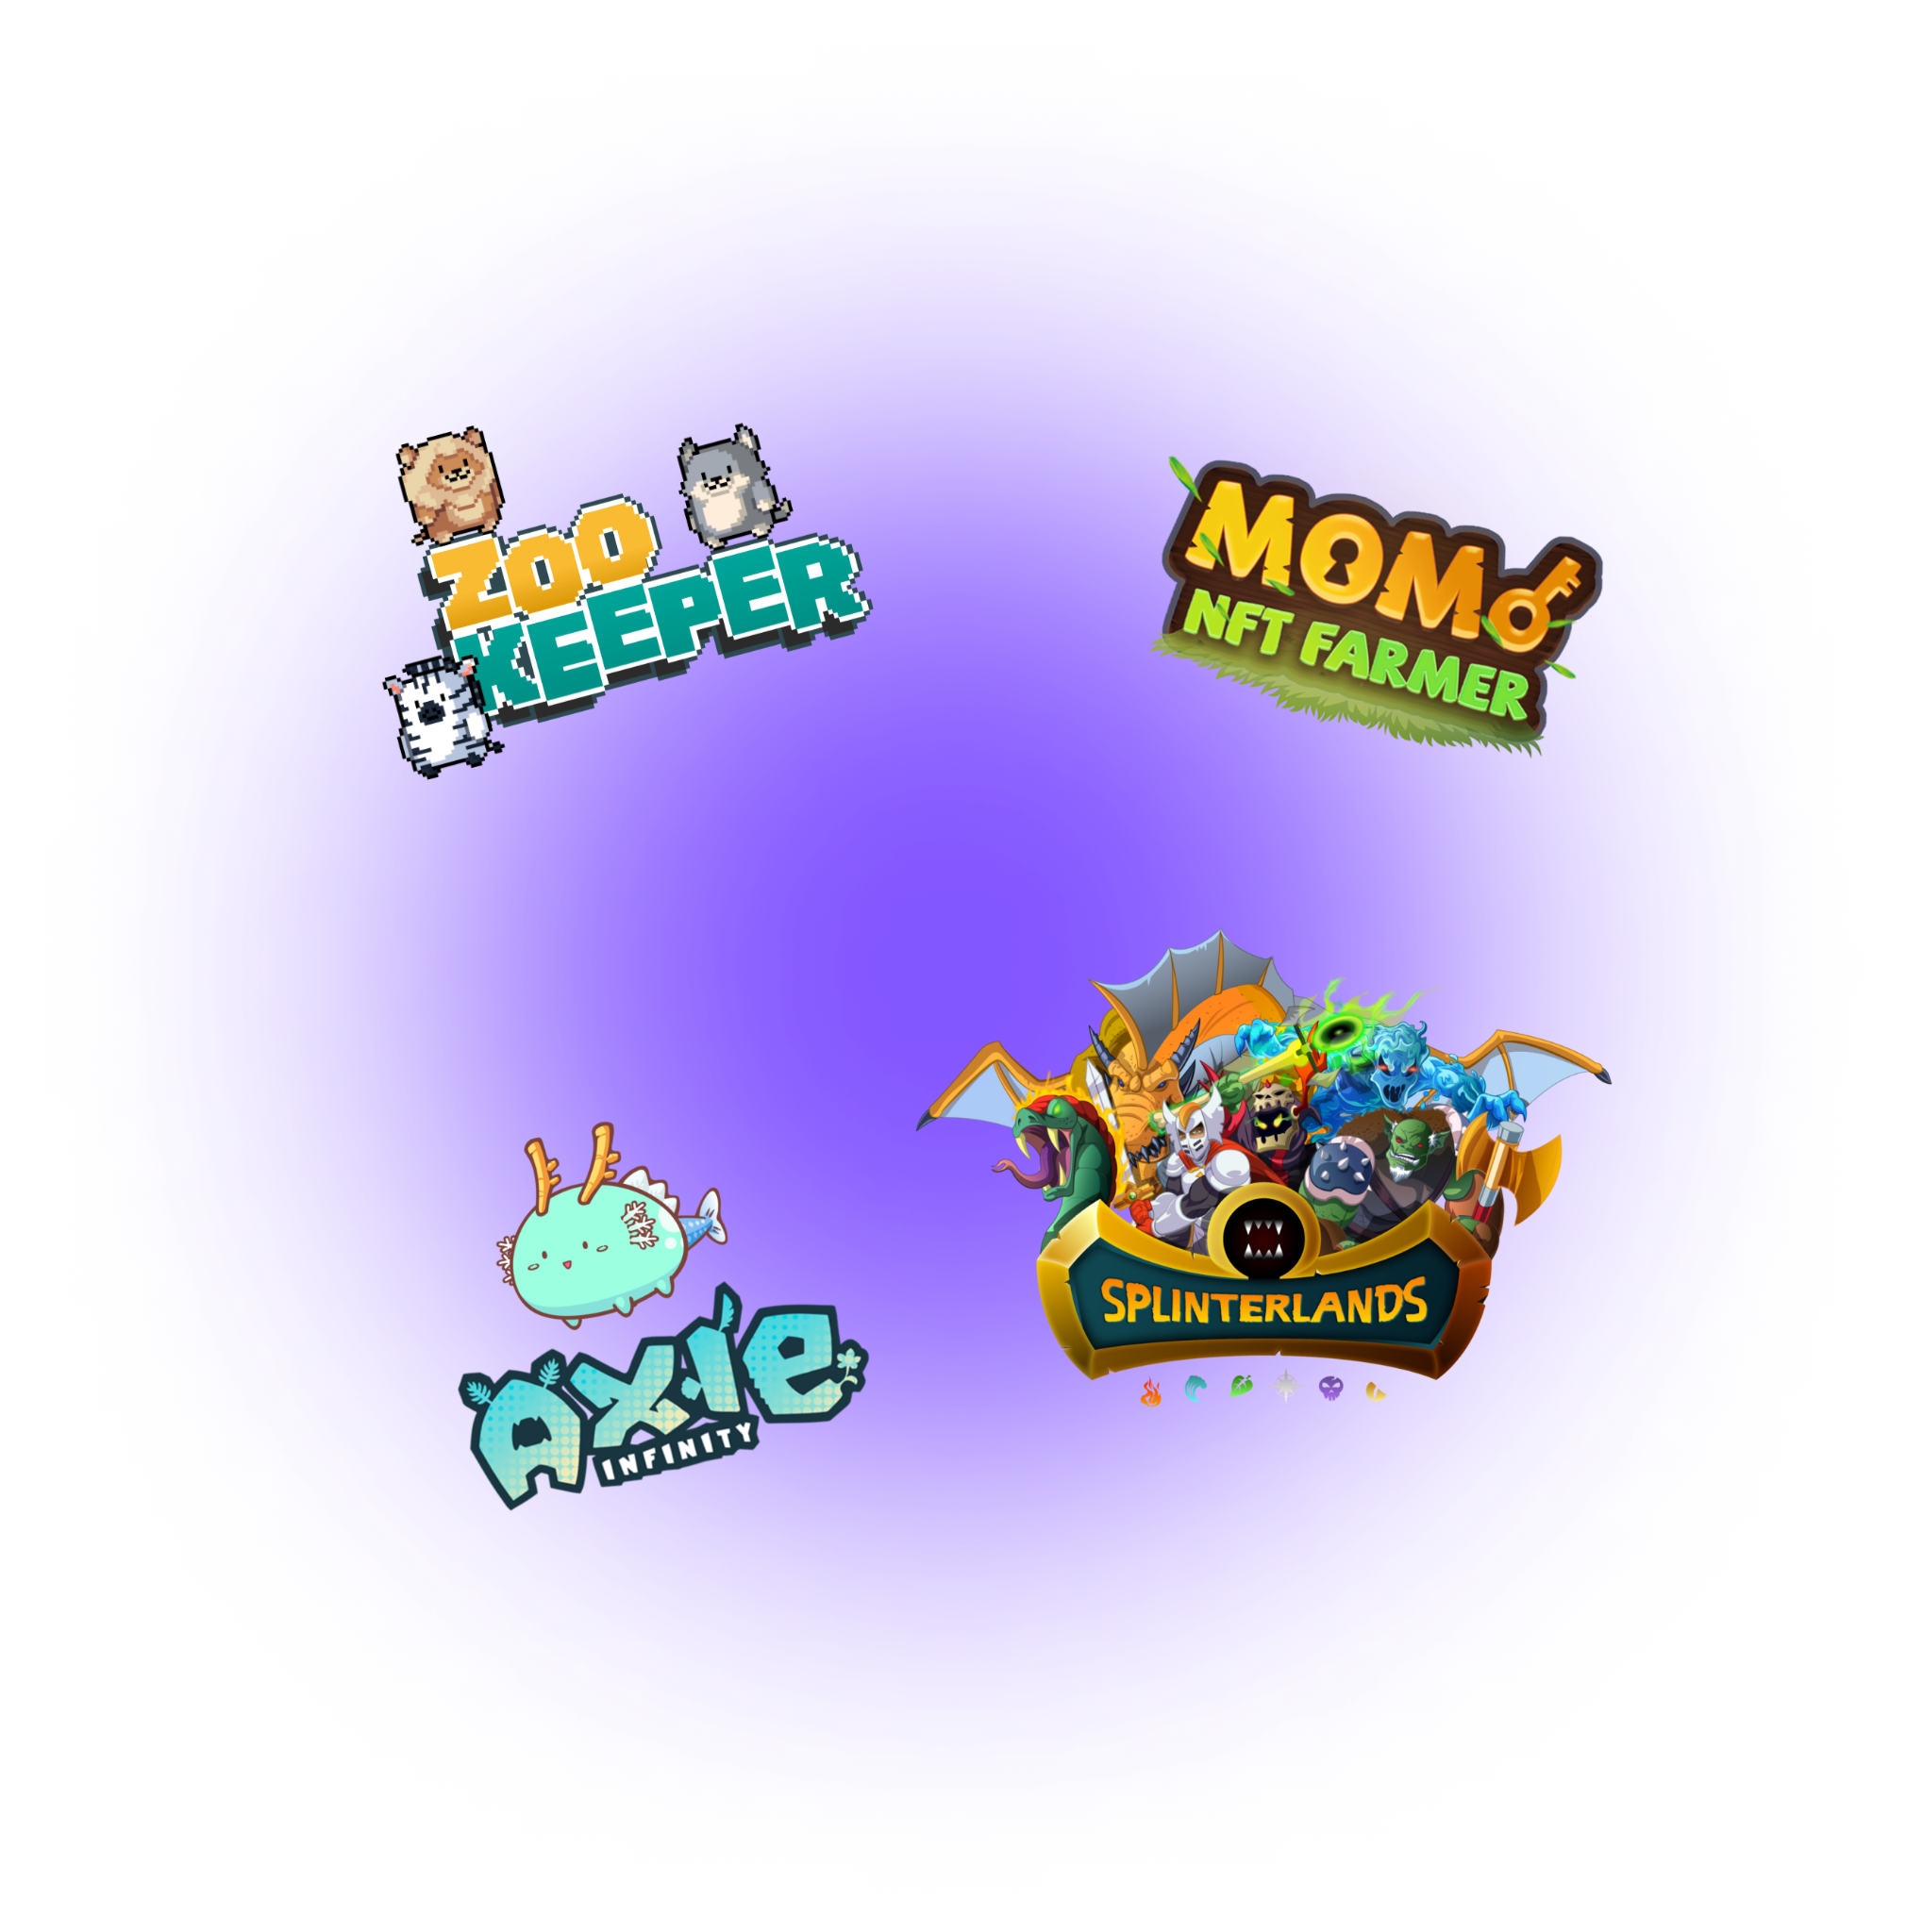 ZOO
KEEPER
MOMO
NFT FARMER
AXIE
INFINITY
SPLINTERLANDS